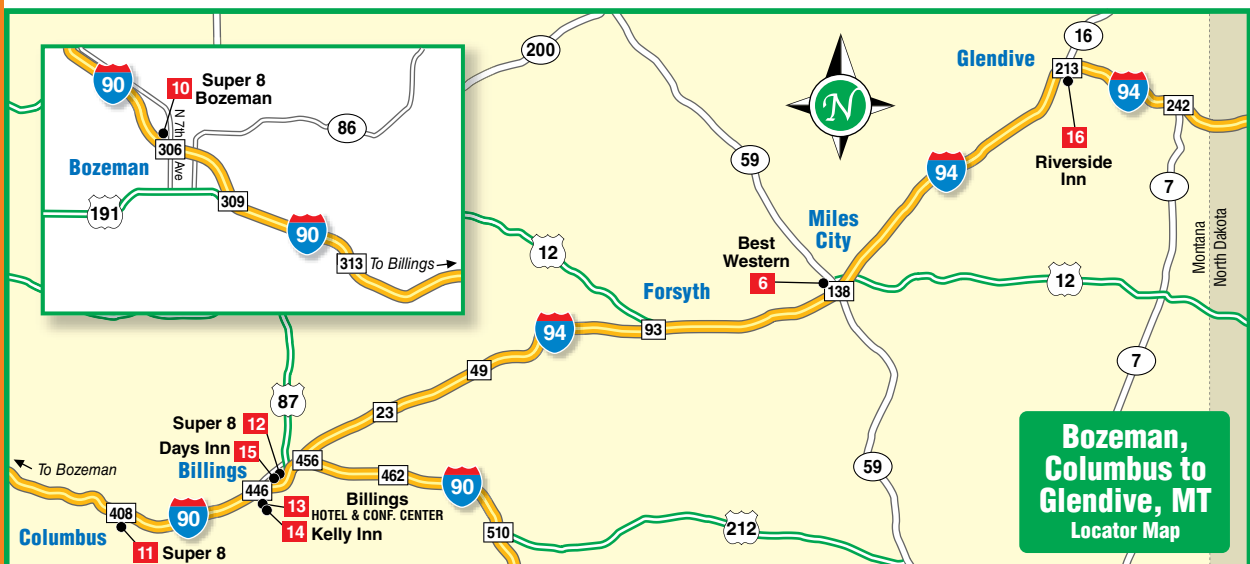 90
10
Super 8
Bozeman
N 7th Ave
306
86
Bozeman
191
309
90
313
To Billings
200
N
59
12
Glendive
16
213
94
242
16
Riverside
Inn
94
7
Miles
City
Best
Western
6
138
Forsyth
12
Montana
North Dakota
93
94
49
7
87
23
Super 8
12
Days Inn
15
Billings
456
446
462
90
59
To Bozeman
408
90
13
Billings
HOTEL & CONF. CENTER
14
Kelly Inn
Columbus
11
Super 8
510
212
Bozeman,
Columbus to
Glendive, MT
Locator Map